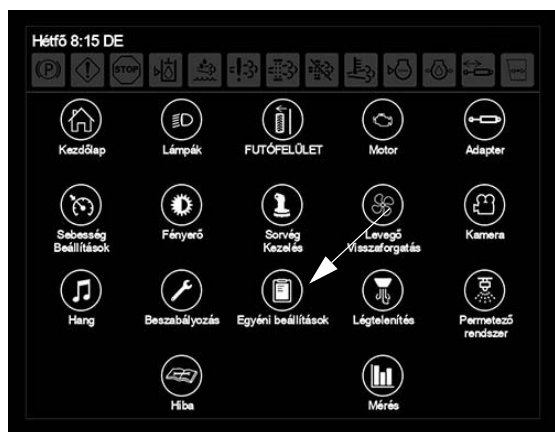 Hétfő 8:15 DE
(P) STOP
Kezdőlap Lámpák FUTÓFELÜLET Motor Adapter
Sebesség Fényerő Sorvég Levegő Kamera
Beállítások Kezelés Visszaforgatás
Hang Beszabályozás Egyéni beállítások Légtelenítés Permetező
rendszer
Hiba Mérés